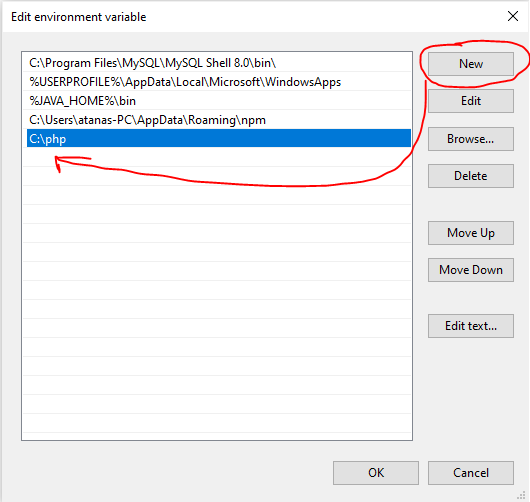 Edit environment variable
C:\Program Files\MySQL\MySQL Shell 8.0\bin\
%USERPROFILE%\AppData\Local\Microsoft\WindowsApps
%JAVA_HOME%\bin
C:\Users\atanas-PC\AppData\Roaming\npm
C:\php
New
Edit
Browse...
Delete
Move Up
Move Down
Edit text...
OK
Cancel